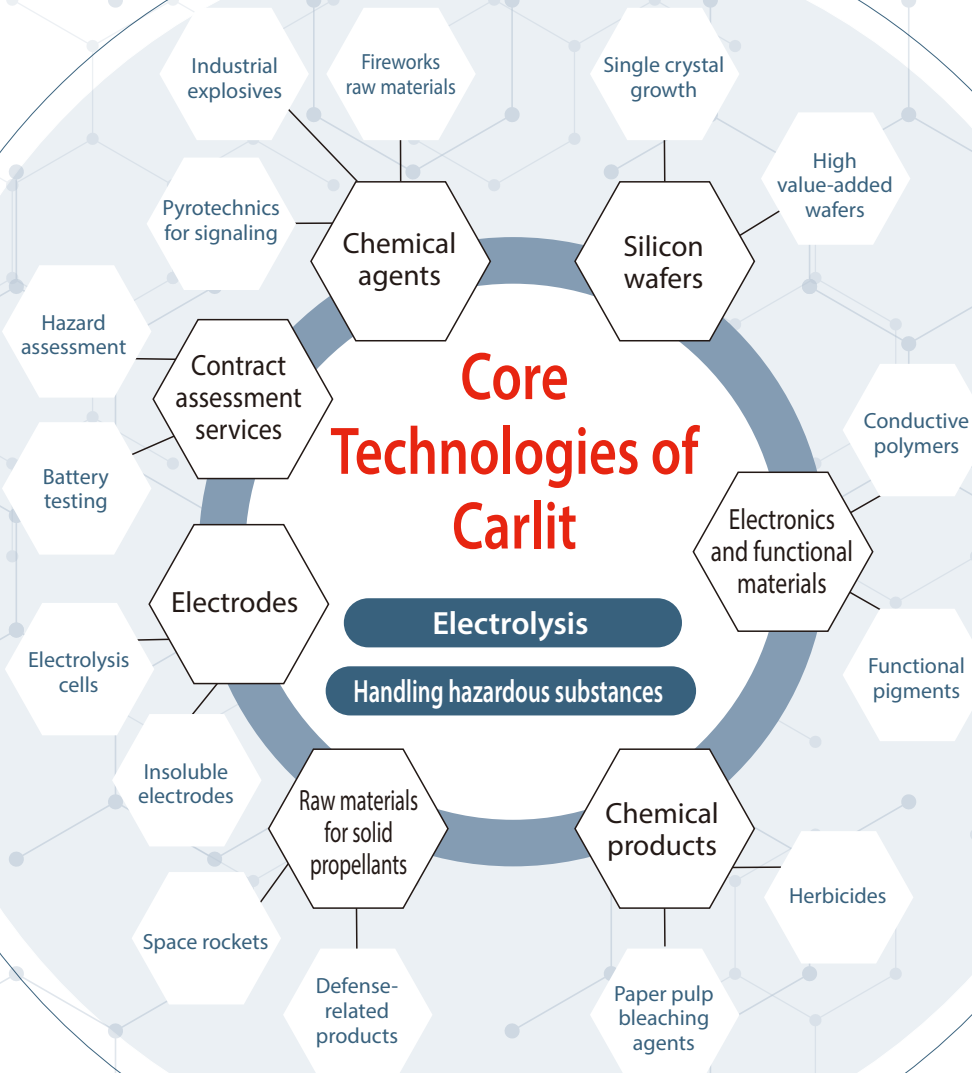 Industrial
explosives
Fireworks
raw materials
Single crystal
growth
High
value-added
wafers
Pyrotechnics
for signaling
Chemical
agents
Silicon
wafers
Hazard
assessment
Contract
assessment
services
Core
Technologies of
Carlit
Conductive
polymers
Battery
testing
Electronics
and functional
materials
Electrodes
Electrolysis
Handling hazardous substances
Electrolysis
cells
Functional
pigments
Insoluble
electrodes
Raw materials
for solid
propellants
Chemical
products
Herbicides
Space rockets
Defense-
related
products
Paper pulp
bleaching
agents